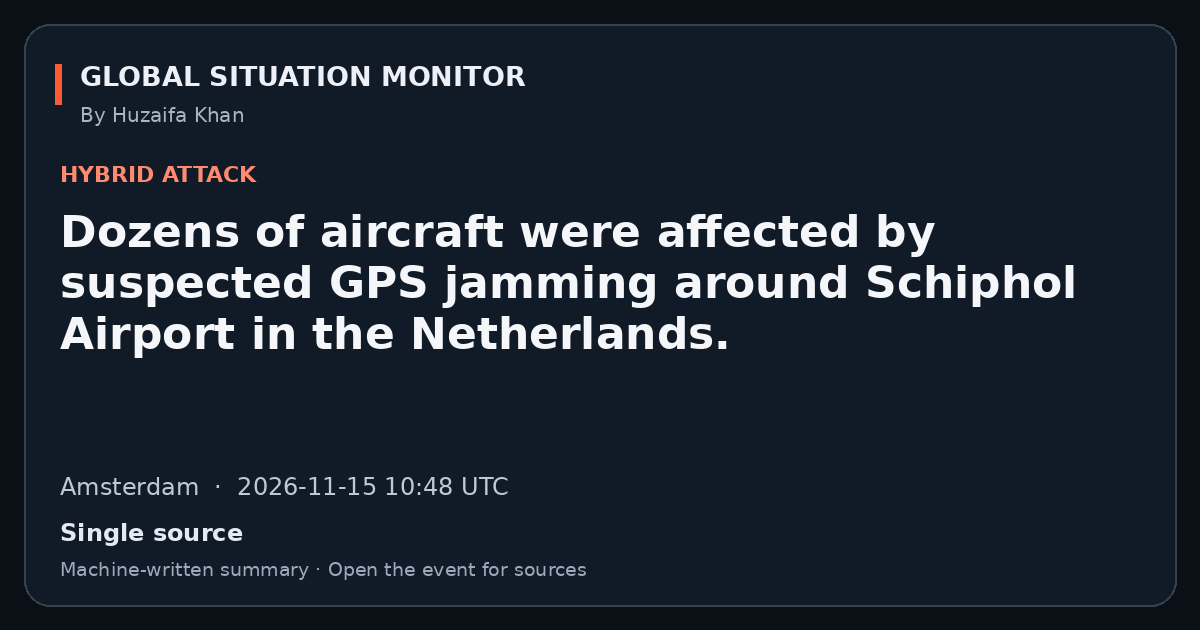 GLOBAL SITUATION MONITOR
By Huzaifa Khan
HYBRID ATTACK
Dozens of aircraft were affected by
suspected GPS jamming around Schiphol
Airport in the Netherlands.
Amsterdam · 2026-11-15 10:48 UTC
Single source
Machine-written summary · Open the event for sources